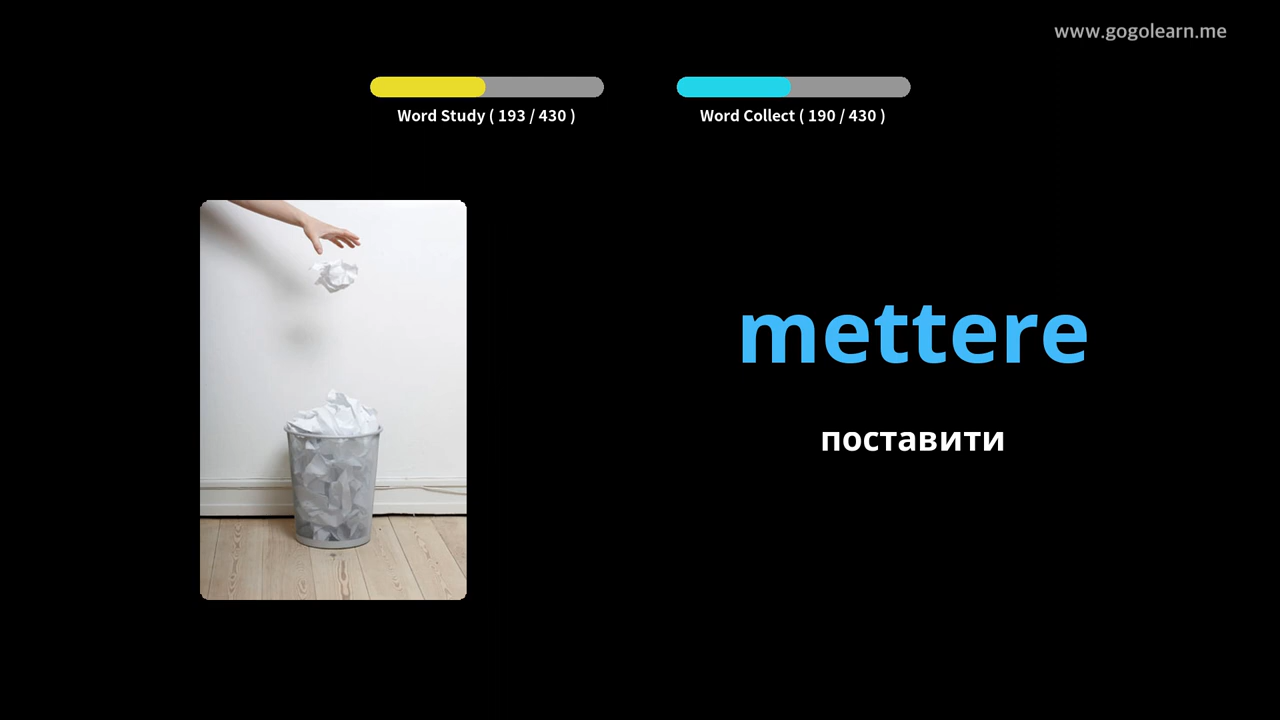 www.gogolearn.me
Word Study ( 193 / 430 )
Word Collect ( 190 / 430 )
mettere
поставити